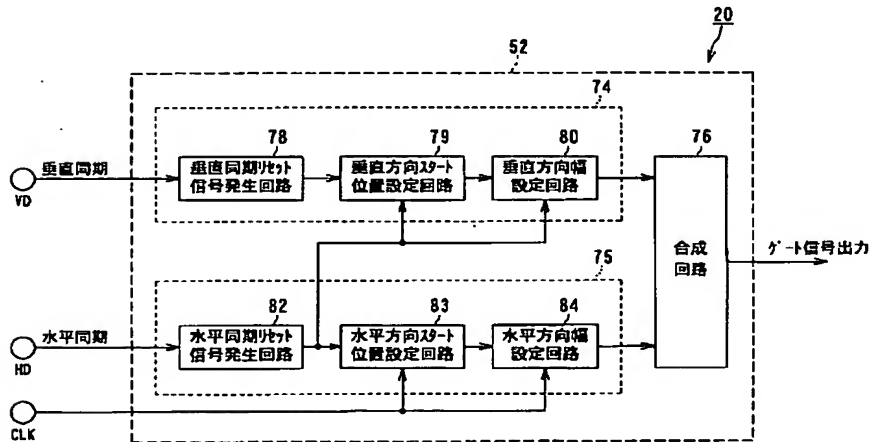 20
52
74
78
79
80
76
垂直同期
VD
垂直同期リセット
信号発生回路
垂直方向スタート
位置設定回路
垂直方向幅
設定回路
合成
回路
ゲート信号出力
75
82
83
84
水平同期
HD
水平同期リセット
信号発生回路
水平方向スタート
位置設定回路
水平方向幅
設定回路
CLK